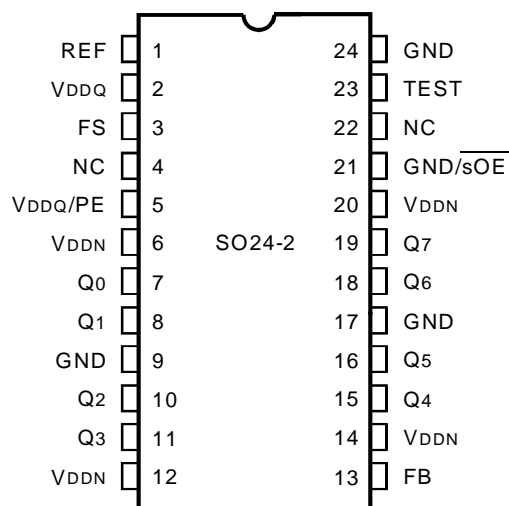 REF 1 24 GND
VDDQ 2 23 TEST
FS 3 22 NC
NC 4 21 GND/sOE
VDDQ/PE 5 20 VDDN
VDDN 6 SO24-2 19 Q7
Q0 7 18 Q6
Q1 8 17 GND
GND 9 16 Q5
Q2 10 15 Q4
Q3 11 14 VDDN
VDDN 12 13 FB